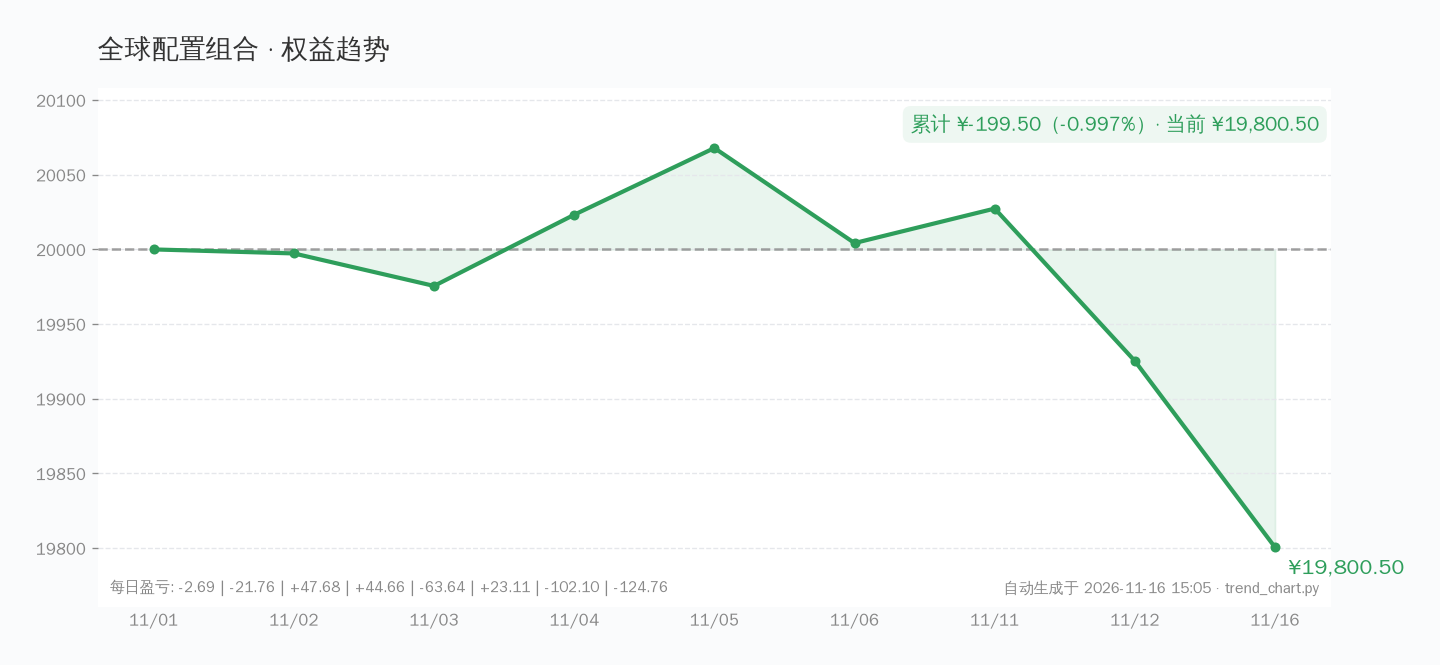 全球配置组合 · 权益趋势
20100
累计 ¥-199.50（-0.997%）· 当前 ¥19,800.50
20050
20000
19950
19900
19850
19800
¥19,800.50
每日盈亏: -2.69 | -21.76 | +47.68 | +44.66 | -63.64 | +23.11 | -102.10 | -124.76
自动生成于 2026-11-16 15:05 · trend_chart.py
11/01 11/02 11/03 11/04 11/05 11/06 11/11 11/12 11/16